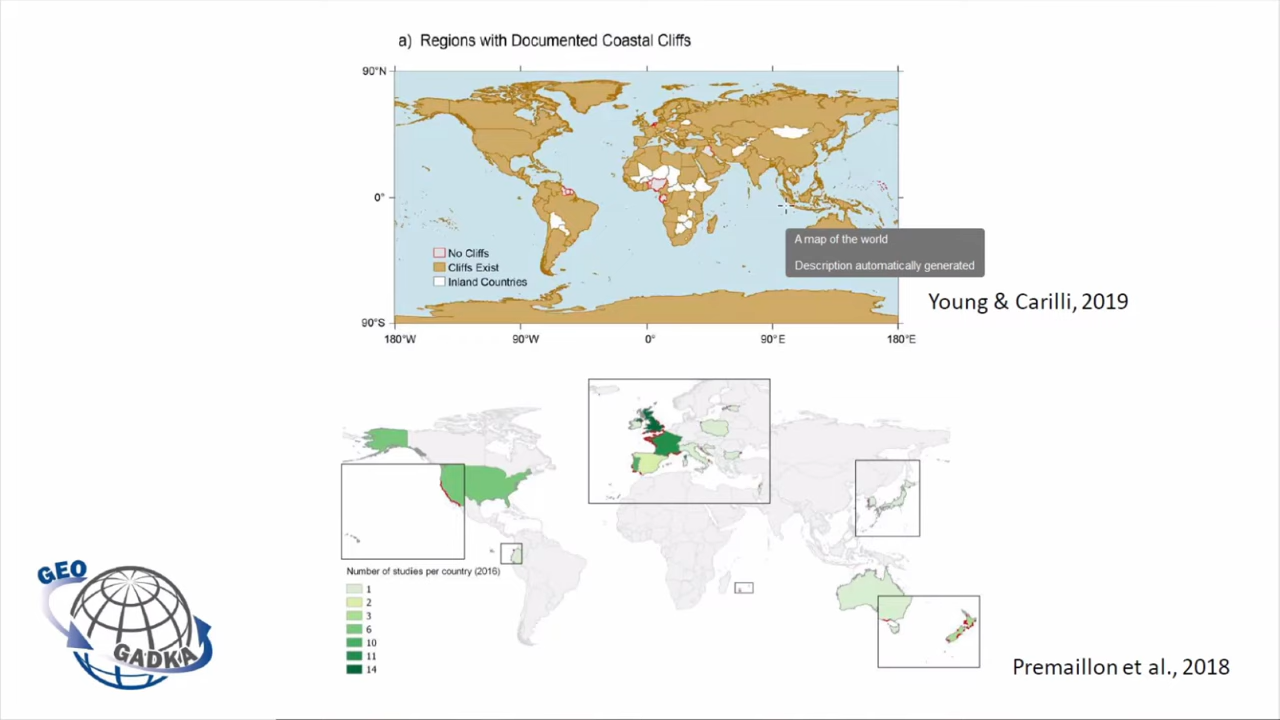 a) Regions with Documented Coastal Cliffs
90°N
0°
90°S
No Cliffs
Cliffs Exist
Inland Countries
180°W
90°W
0°
90°E
180°E
A map of the world
Description automatically generated
Young & Carilli, 2019
Number of studies per country (2016)
1
2
3
6
10
11
14
GEO
GADKA
Premaillon et al., 2018